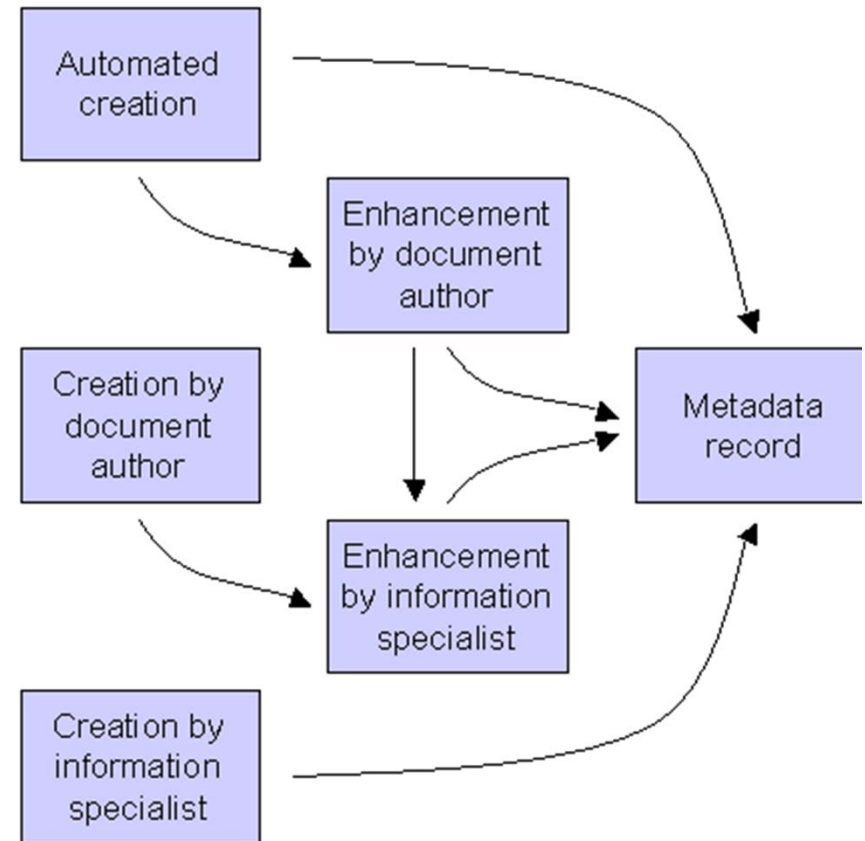 Automated
creation
Enhancement
by document
author
Creation by
document
author
Metadata
record
Enhancement
by information
specialist
Creation by
information
specialist